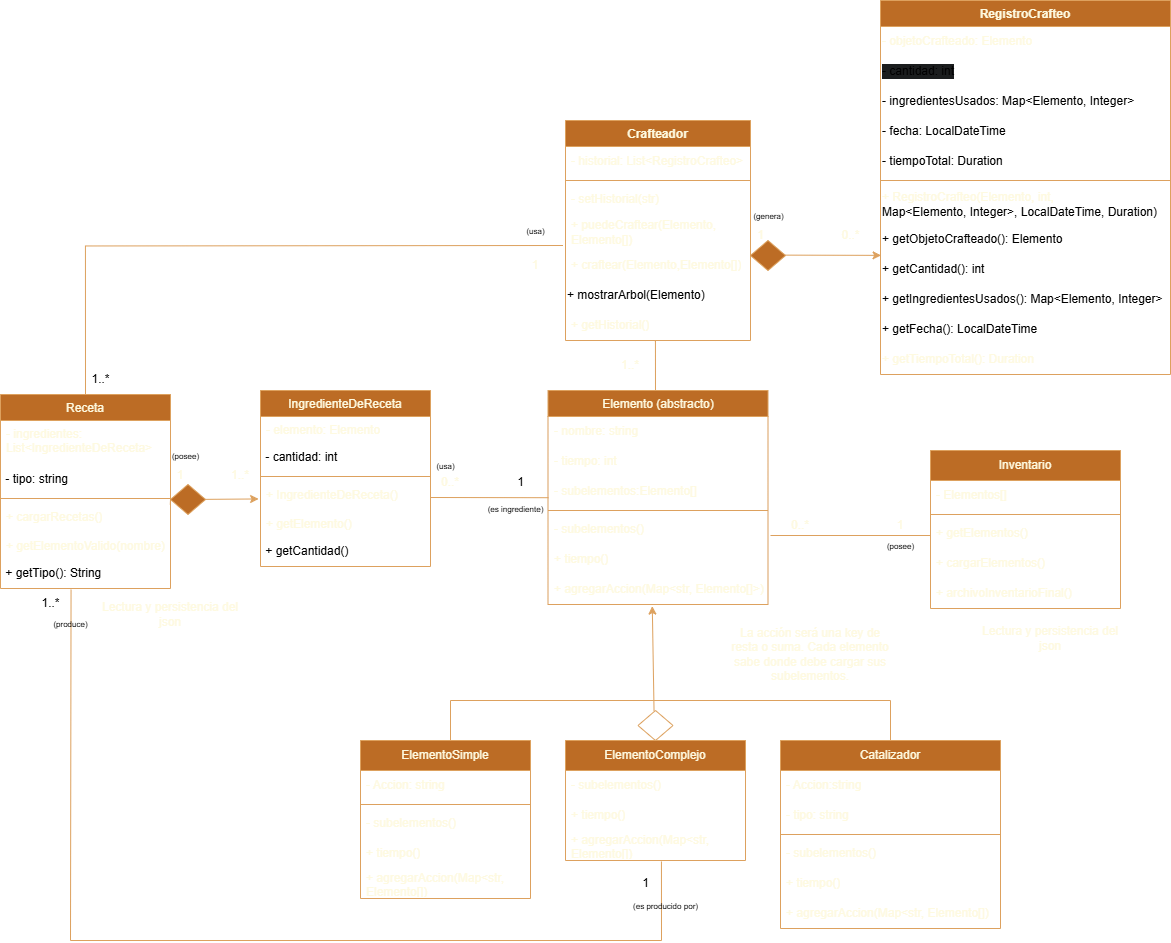 RegistroCrafteo
- objetoCrafteado: Elemento
- cantidad: int
- ingredientesUsados: Map<Elemento, Integer>
- fecha: LocalDateTime
- tiempoTotal: Duration
+ RegistroCrafteo(Elemento, int,
Map<Elemento, Integer>, LocalDateTime, Duration)
+ getObjetoCrafteado(): Elemento
+ getCantidad(): int
+ getIngredientesUsados(): Map<Elemento, Integer>
+ getFecha(): LocalDateTime
+ getTiempoTotal(): Duration
Crafteador
- historial: List<RegistroCrafteo>
- setHistorial(str)
+ puedeCraftear(Elemento,
Elemento[])
+ craftear(Elemento,Elemento[])
+ mostrarArbol(Elemento)
+ getHistorial()
(genera)
1
0..*
(usa)
1
1..*
1..*
Receta
- ingredientes:
List<IngredienteDeReceta>
- tipo: string
+ cargarRecetas()
- getElementoValido(nombre)
+ getTipo(): String
(posee)
1..*
1..*
(produce)
Lectura y persistencia del
json
IngredienteDeReceta
- elemento: Elemento
- cantidad: int
+ IngredienteDeReceta()
+ getElemento()
+ getCantidad()
(usa)
0..*
1
(es ingrediente)
Elemento (abstracto)
- nombre: string
- tiempo: int
- subelementos: Elemento[]
- subelementos()
+ tiempo()
+ agregarAccion(Map<str, Elemento[]>)
0..*
1
(posee)
Inventario
- Elementos[]
+ getElementos()
+ cargarElementos()
+ archivoInventarioFinal()
Lectura y persistencia del
json
La acción será una key de
resta o suma. Cada elemento
sabe donde debe cargar sus
subelementos.
ElementoSimple
- Accion: string
- subelementos()
+ tiempo()
+ agregarAccion(Map<str,
Elemento[])
ElementoComplejo
- subelementos()
+ tiempo()
+ agregarAccion(Map<str,
Elemento[])
Catalizador
- Accion:string
- tipo: string
- subelementos()
+ tiempo()
+ agregarAccion(Map<str, Elemento[])
1
(es producido por)